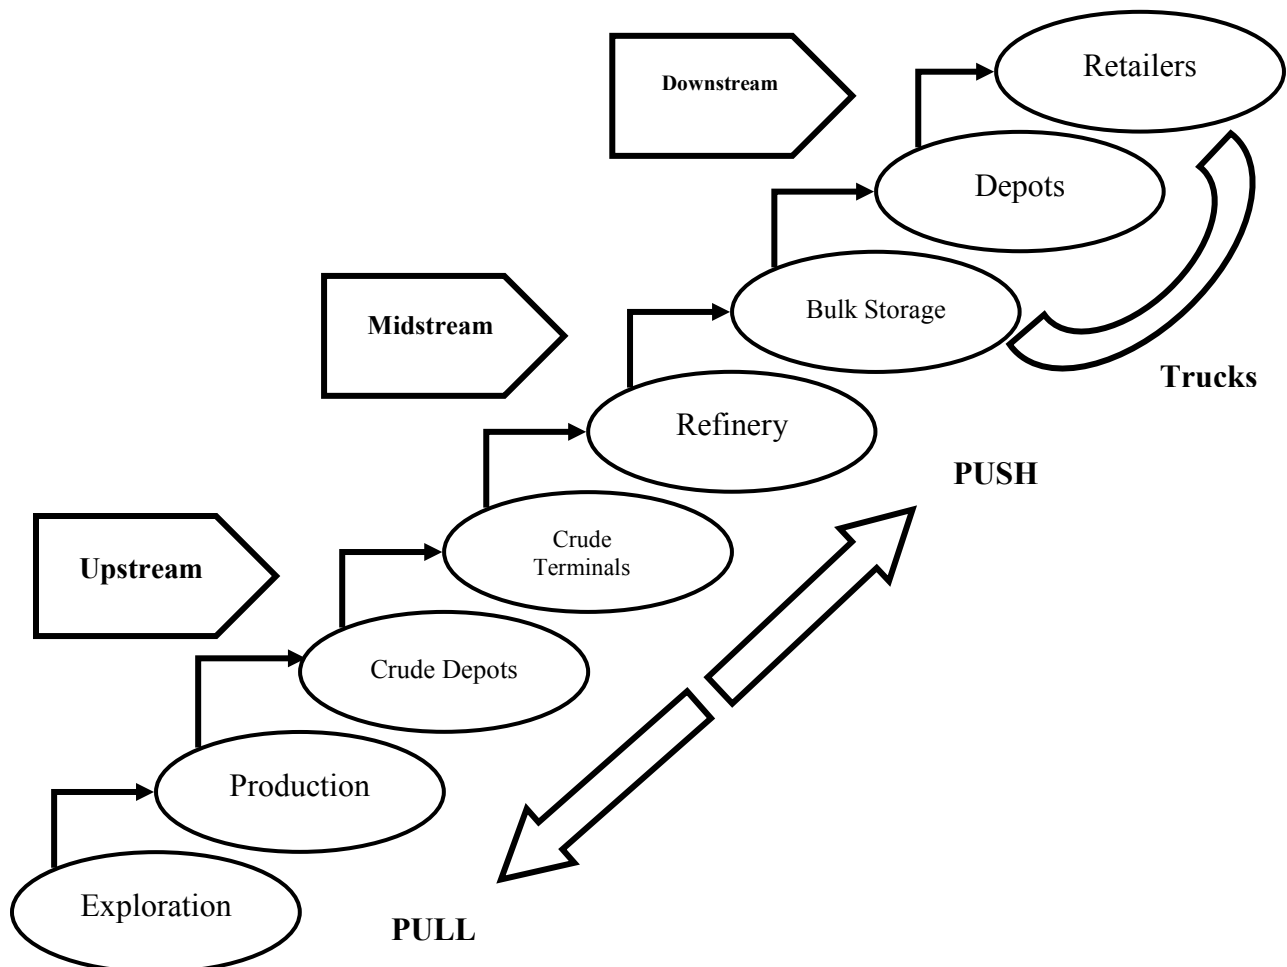 Retailers
Downstream
Depots
Bulk Storage
Midstream
Trucks
Refinery
PUSH
Crude
Terminals
Upstream
Crude Depots
Production
Exploration
PULL